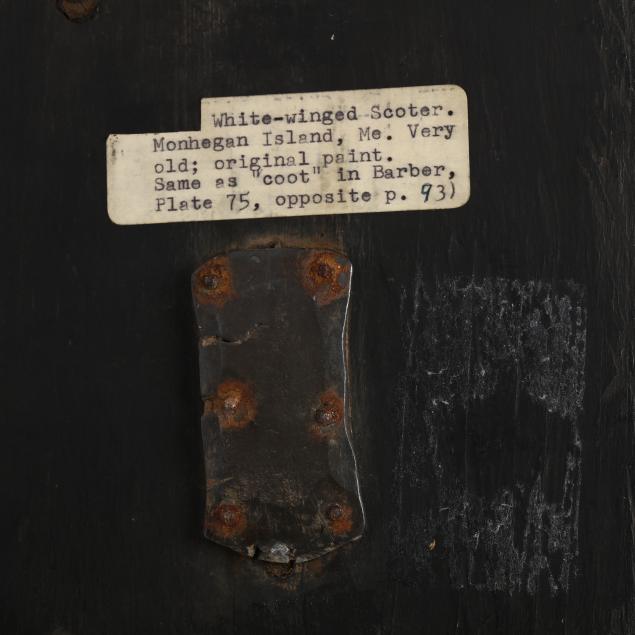 White-winged Scoter.
Monhegan Island, Me. Very
old; original paint.
Same as "coot" in Barber,
Plate 75, opposite p. 93)